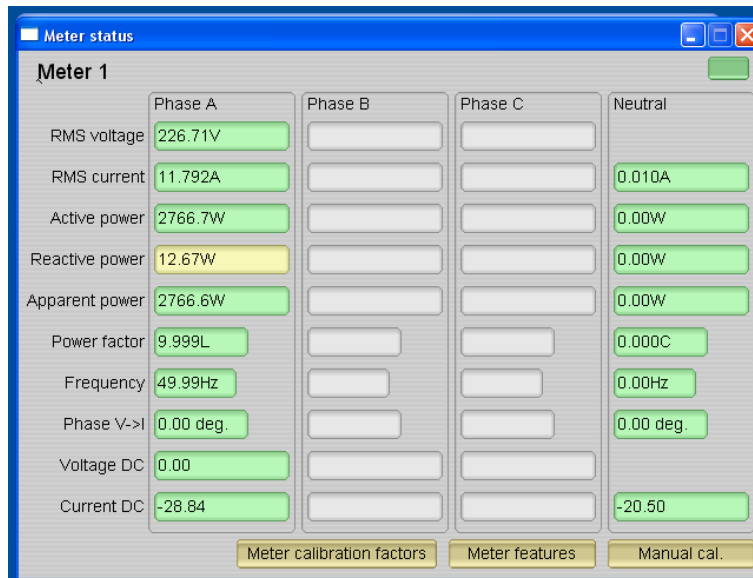 Meter status
Meter 1
Phase A Phase B Phase C Neutral
RMS voltage 226.71V
RMS current 11.792A 0.010A
Active power 2766.7W 0.00W
Reactive power 12.67W 0.00W
Apparent power 2766.6W 0.00W
Power factor 9.999L 0.000C
Frequency 49.99Hz 0.00Hz
Phase V->I 0.00 deg. 0.00 deg.
Voltage DC 0.00
Current DC -28.84 -20.50
Meter calibration factors Meter features Manual cal.